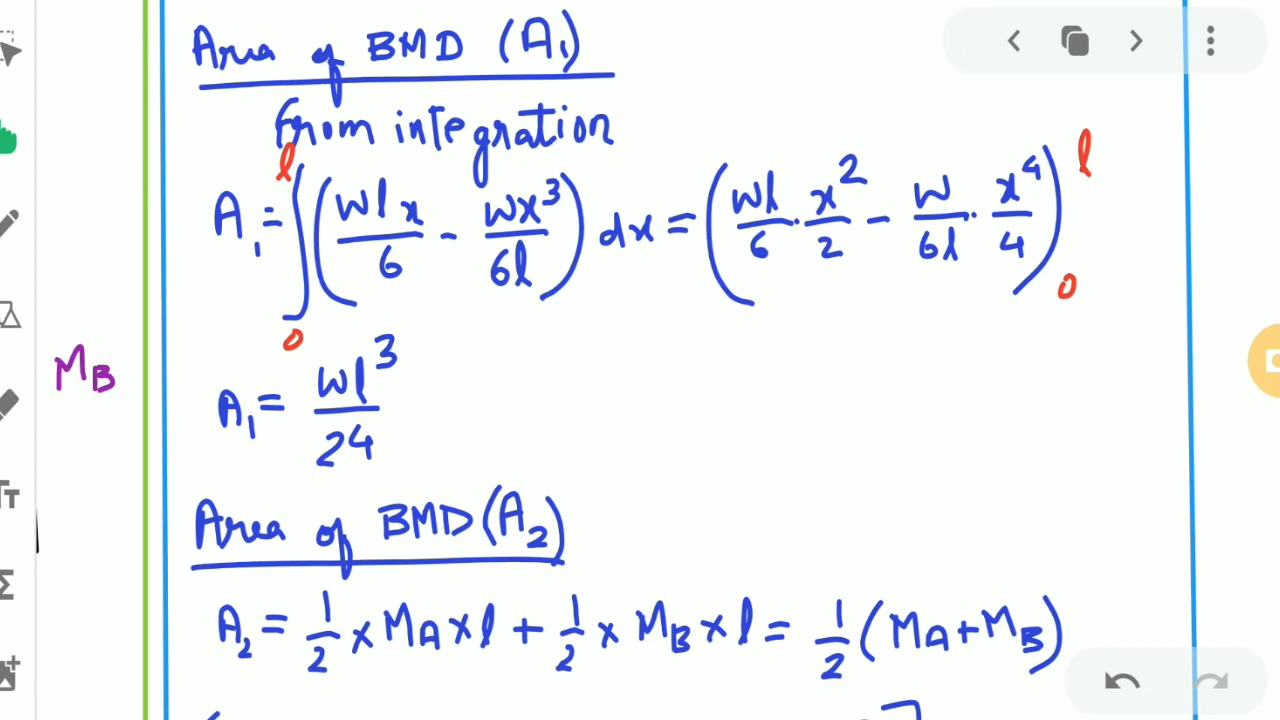 Area of BMD (A₁)
From integration
A₁ = ∫₀ˡ (wlx/6 - wx³/6l) dx = (wl/6 · x²/2 - w/6l · x⁴/4)₀ˡ
M_B
A₁ = wl³/24
Area of BMD (A₂)
A₂ = 1/2 × M_A × l + 1/2 × M_B × l = 1/2 (M_A + M_B)